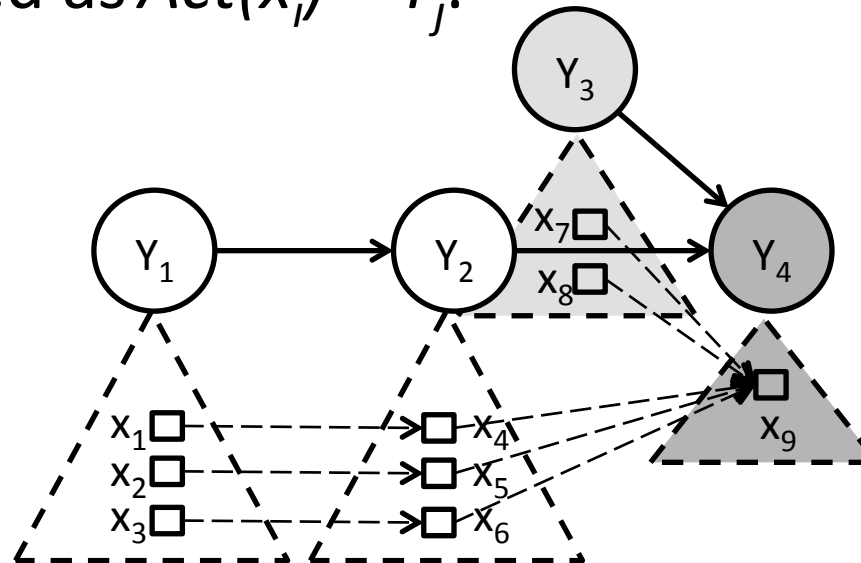 Y₃
Y₁
Y₂
Y₄
x₇
x₈
x₁
x₄
x₂
x₅
x₃
x₆
x₉